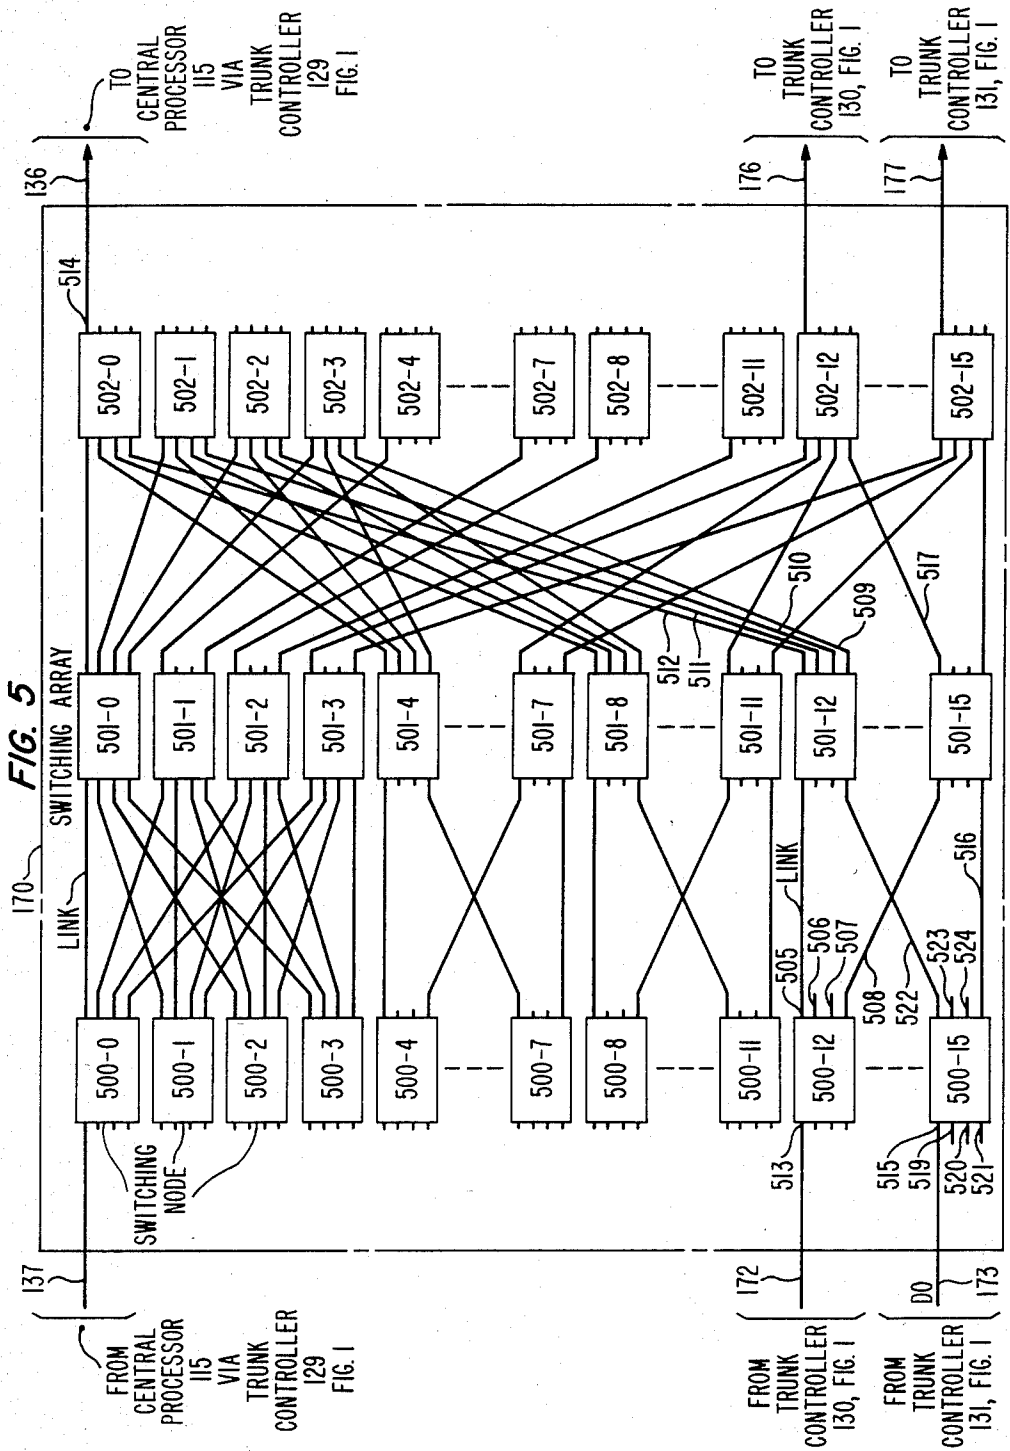 FIG. 5
170
SWITCHING ARRAY
FROM
CENTRAL
PROCESSOR
115
VIA
TRUNK
CONTROLLER
129
FIG. 1
137
SWITCHING
NODE
LINK
514
136
TO
CENTRAL
PROCESSOR
115
VIA
TRUNK
CONTROLLER
129
FIG. 1
500-0
501-0
502-0
500-1
501-1
502-1
500-2
501-2
502-2
500-3
501-3
502-3
500-4
501-4
502-4
500-7
501-7
502-7
500-8
501-8
502-8
500-11
501-11
502-11
500-12
501-12
502-12
500-15
501-15
502-15
512
511
510
509
517
LINK
505
506
507
508
522
523
524
516
513
515
519
520
521
172
FROM
TRUNK
CONTROLLER
130, FIG. 1
DO
173
FROM
TRUNK
CONTROLLER
131, FIG. 1
176
TO
TRUNK
CONTROLLER
130, FIG. 1
177
TO
TRUNK
CONTROLLER
131, FIG. 1